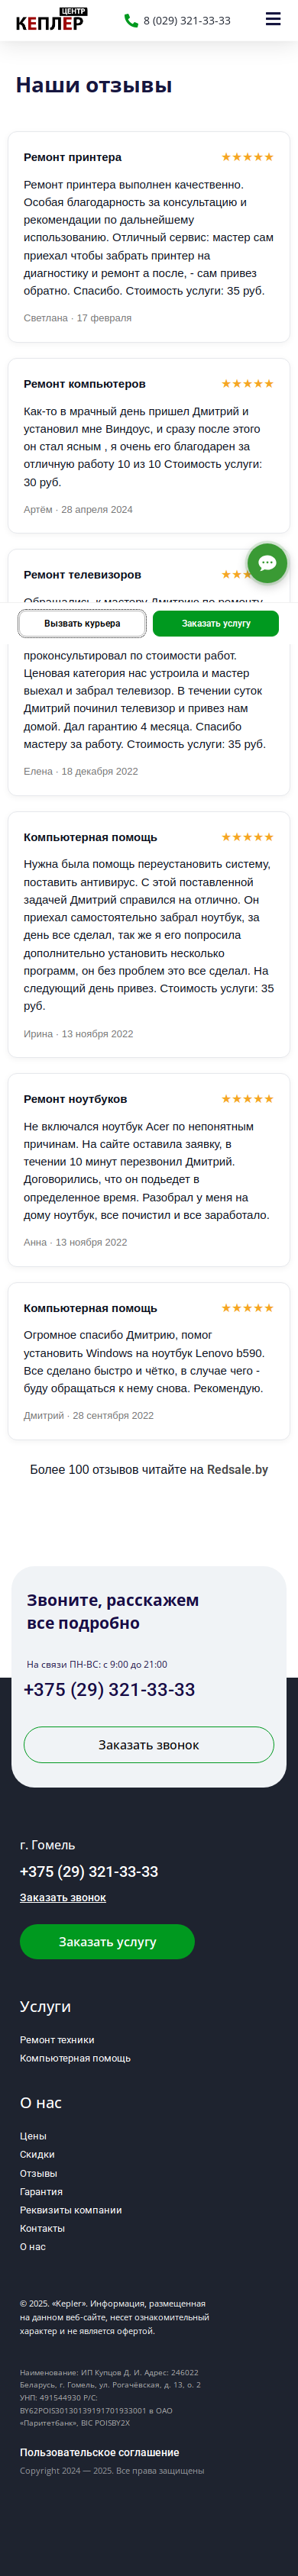 КЕПЛЕР ЦЕНТР
8 (029) 321-33-33
Наши отзывы
Ремонт принтера ★★★★★
Ремонт принтера выполнен качественно.
Особая благодарность за консультацию и
рекомендации по дальнейшему
использованию. Отличный сервис: мастер сам
приехал чтобы забрать принтер на
диагностику и ремонт а после, - сам привез
обратно. Спасибо. Стоимость услуги: 35 руб.
Светлана · 17 февраля
Ремонт компьютеров ★★★★★
Как-то в мрачный день пришел Дмитрий и
установил мне Виндоус, и сразу после этого
он стал ясным , я очень его благодарен за
отличную работу 10 из 10 Стоимость услуги:
30 руб.
Артём · 28 апреля 2024
Ремонт телевизоров
Обращались к мастеру Дмитрию по ремонту
Вызвать курьера
Заказать услугу
проконсультировал по стоимости работ.
Ценовая категория нас устроила и мастер
выехал и забрал телевизор. В течении суток
Дмитрий починил телевизор и привез нам
домой. Дал гарантию 4 месяца. Спасибо
мастеру за работу. Стоимость услуги: 35 руб.
Елена · 18 декабря 2022
Компьютерная помощь ★★★★★
Нужна была помощь переустановить систему,
поставить антивирус. С этой поставленной
задачей Дмитрий справился на отлично. Он
приехал самостоятельно забрал ноутбук, за
день все сделал, так же я его попросила
дополнительно установить несколько
программ, он без проблем это все сделал. На
следующий день привез. Стоимость услуги: 35
руб.
Ирина · 13 ноября 2022
Ремонт ноутбуков ★★★★★
Не включался ноутбук Acer по непонятным
причинам. На сайте оставила заявку, в
течении 10 минут перезвонил Дмитрий.
Договорились, что он подьедет в
определенное время. Разобрал у меня на
дому ноутбук, все почистил и все заработало.
Анна · 13 ноября 2022
Компьютерная помощь ★★★★★
Огромное спасибо Дмитрию, помог
установить Windows на ноутбук Lenovo b590.
Все сделано быстро и чётко, в случае чего -
буду обращаться к нему снова. Рекомендую.
Дмитрий · 28 сентября 2022
Более 100 отзывов читайте на Redsale.by
Звоните, расскажем
все подробно
На связи ПН-ВС: с 9:00 до 21:00
+375 (29) 321-33-33
Заказать звонок
г. Гомель
+375 (29) 321-33-33
Заказать звонок
Заказать услугу
Услуги
Ремонт техники
Компьютерная помощь
О нас
Цены
Скидки
Отзывы
Гарантия
Реквизиты компании
Контакты
О нас
© 2025. «Kepler». Информация, размещенная
на данном веб-сайте, несет ознакомительный
характер и не является офертой.
Наименование: ИП Купцов Д. И. Адрес: 246022
Беларусь, г. Гомель, ул. Рогачёвская, д. 13, о. 2
УНП: 491544930 Р/С:
BY62POIS30130139191701933001 в ОАО
«Паритетбанк», BIC POISBY2X
Пользовательское соглашение
Copyright 2024 — 2025. Все права защищены